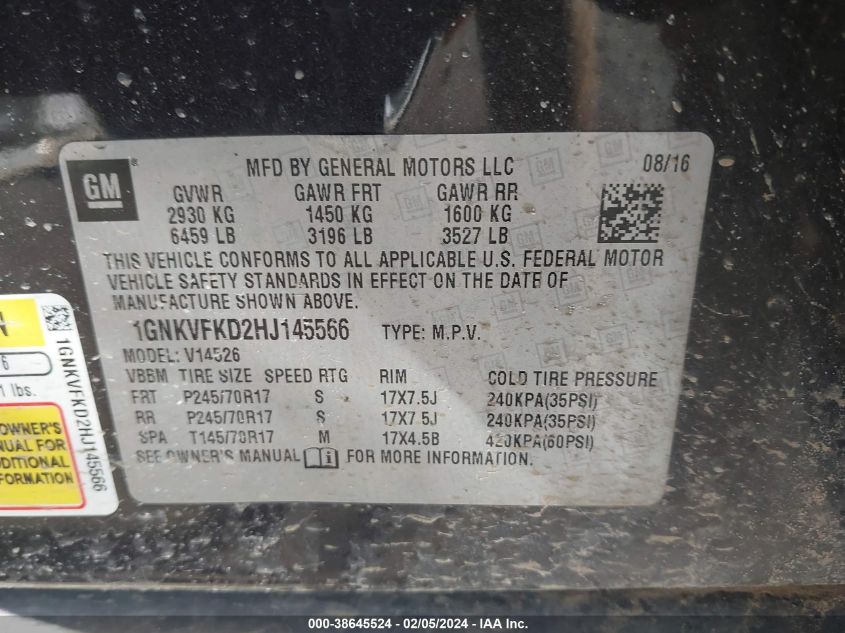 GM
MFD BY GENERAL MOTORS LLC
08/16
GVWR GAWR FRT GAWR RR
2930 KG 1450 KG 1600 KG
6459 LB 3196 LB 3527 LB
THIS VEHICLE CONFORMS TO ALL APPLICABLE U.S. FEDERAL MOTOR
VEHICLE SAFETY STANDARDS IN EFFECT ON THE DATE OF
MANUFACTURE SHOWN ABOVE.
1GNKVFKD2HJ145566 TYPE: M.P.V.
MODEL: V14526
VBBM TIRE SIZE SPEED RTG RIM COLD TIRE PRESSURE
FRT P245/70R17 S 17X7.5J 240KPA(35PSI)
RR P245/70R17 S 17X7.5J 240KPA(35PSI)
SPA T145/70R17 M 17X4.5B 420KPA(60PSI)
SEE OWNER'S MANUAL i FOR MORE INFORMATION.
N
6
1 lbs.
OWNER'S
MANUAL FOR
DDITIONAL
FORMATION
1GNKVFKD2HJ145566
000-38645524 - 02/05/2024 - IAA Inc.